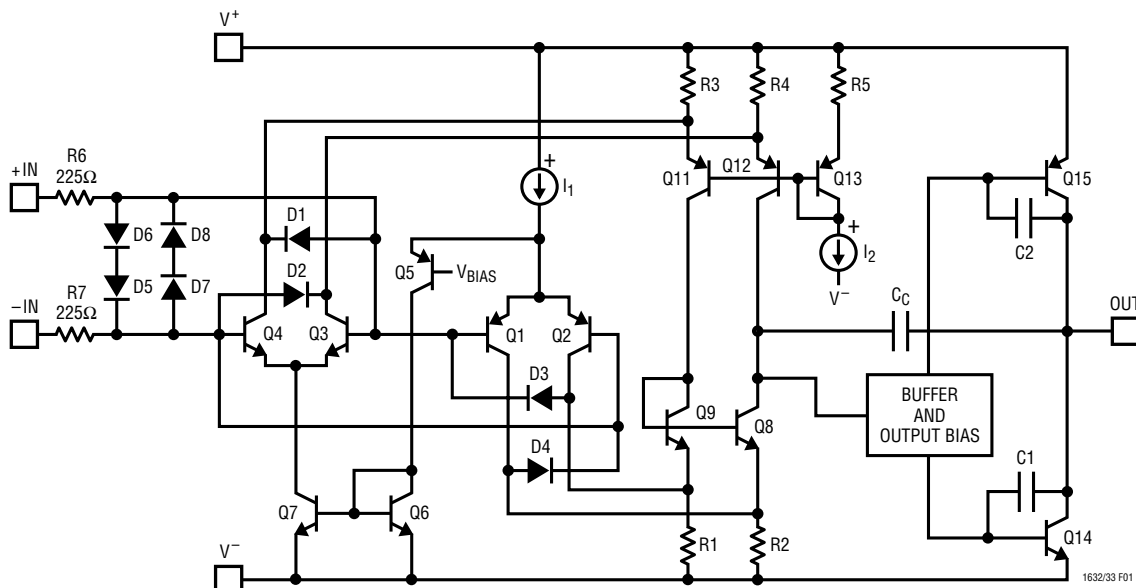 V+
R3
R4
R5
R6
225Ω
+IN
+
I1
Q11
Q12
Q13
Q15
D1
D6
D8
C2
+
I2
V−
Q5
VBIAS
D2
D5
D7
R7
225Ω
−IN
Q4
Q3
Q1
Q2
CC
OUT
D3
Q9
Q8
BUFFER
AND
OUTPUT BIAS
D4
C1
Q7
Q6
R1
R2
Q14
V−
1632/33 F01